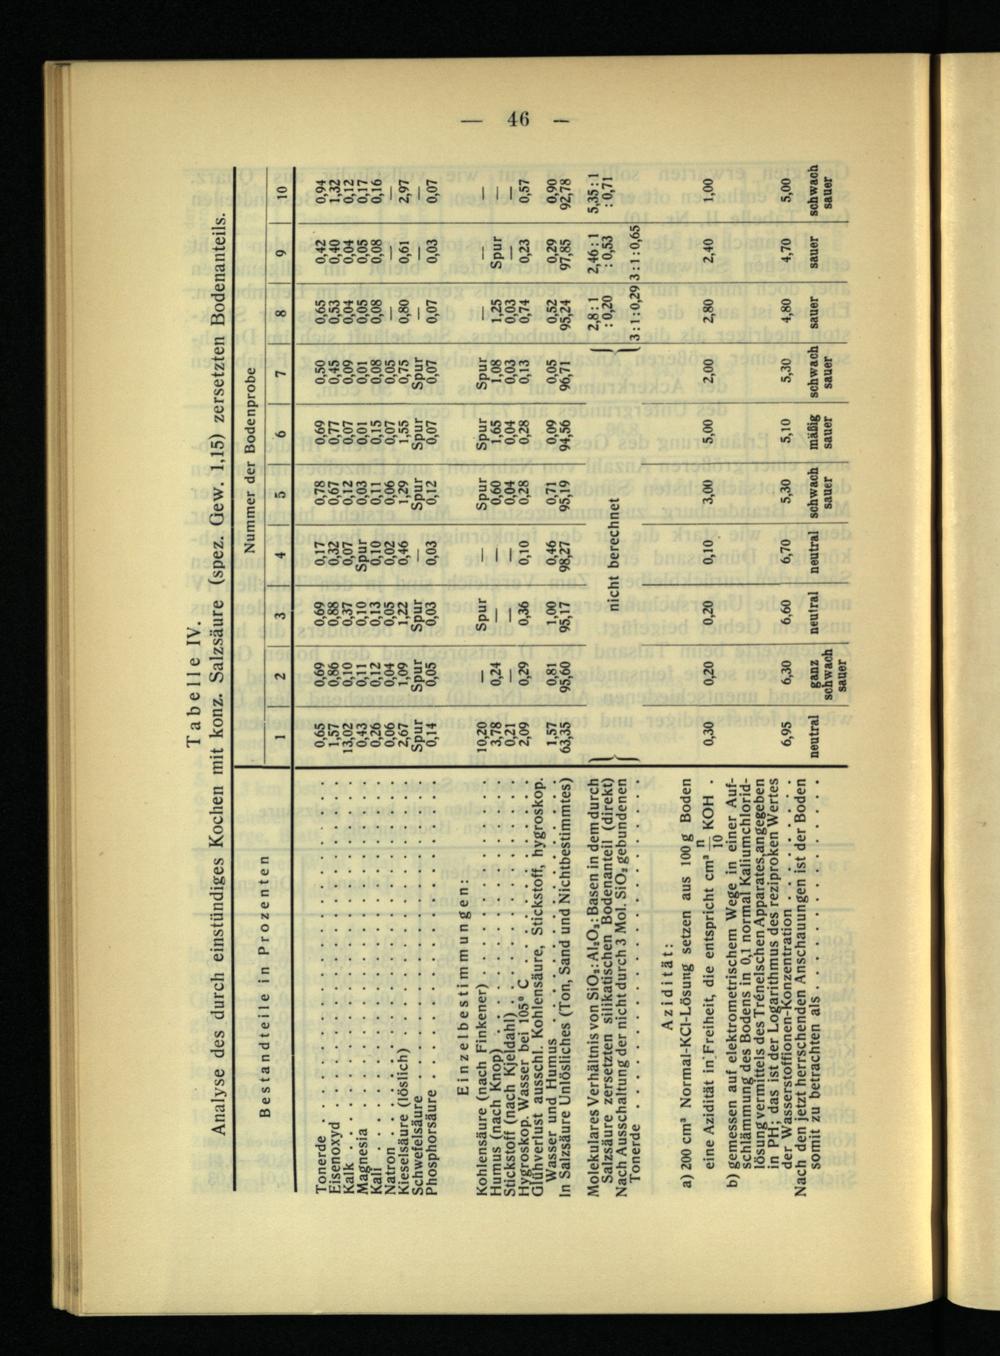 — 46 —
Tabelle IV.
Analyse des durch einstündiges Kochen mit konz. Salzsäure (spez. Gew. 1,15) zersetzten Bodenanteils.
Bestandteile in Prozenten | Nummer der Bodenprobe
1 | 2 | 3 | 4 | 5 | 6 | 7 | 8 | 9 | 10
Tonerde . . . | 0,65 | 0,69 | 0,69 | 0,17 | 0,78 | 0,69 | 0,50 | 0,65 | 0,42 | 0,94
Eisenoxyd . . . | 1,57 | 0,86 | 0,88 | 0,32 | 0,67 | 0,77 | 0,45 | 0,53 | 0,40 | 1,32
Kalk . . . | 13,02 | 0,10 | 0,37 | 0,07 | 0,12 | 0,07 | 0,09 | 0,04 | 0,04 | 0,12
Magnesia . . . | 0,43 | 0,11 | 0,10 | Spur | 0,03 | 0,01 | 0,01 | 0,05 | 0,05 | 0,17
Kali . . . | 0,26 | 0,12 | 0,13 | 0,10 | 0,11 | 0,15 | 0,08 | 0,08 | 0,08 | 0,16
Natron . . . | 0,06 | 0,04 | 0,05 | 0,02 | 0,06 | 0,07 | 0,05 | — | — | —
Kieselsäure (löslich) . . . | 2,67 | 1,09 | 1,22 | 0,46 | 1,29 | 1,55 | 0,75 | 0,80 | 0,61 | 2,97
Schwefelsäure . . . | Spur | Spur | Spur | — | Spur | Spur | Spur | — | — | —
Phosphorsäure . . . | 0,14 | 0,05 | 0,03 | 0,03 | 0,12 | 0,07 | 0,07 | 0,07 | 0,03 | 0,07
Einzelbestimmungen:
Kohlensäure (nach Finkener) . . . | 10,20 | — | Spur | — | Spur | Spur | Spur | — | — | —
Humus (nach Knop) . . . | 3,78 | 0,24 | — | — | 0,60 | 1,65 | 1,08 | 1,25 | Spur | —
Stickstoff (nach Kjeldahl) . . . | 0,21 | — | — | — | 0,04 | 0,04 | 0,03 | 0,03 | — | —
Hygroskop. Wasser bei 105° C . . . | 2,09 | 0,29 | 0,36 | 0,10 | 0,28 | 0,28 | 0,13 | 0,74 | 0,23 | 0,57
Glühverlust ausschl. Kohlensäure, Stickstoff, hygroskop.
Wasser und Humus . . . | 1,57 | 0,81 | 1,00 | 0,46 | 0,71 | 0,09 | 0,05 | 0,52 | 0,29 | 0,90
In Salzsäure Unlösliches (Ton, Sand und Nichtbestimmtes) | 63,35 | 95,60 | 95,17 | 98,27 | 95,19 | 94,56 | 96,71 | 95,24 | 97,85 | 92,78
Molekulares Verhältnis von SiO₂:Al₂O₃:Basen in dem durch | 2,8:1 | 2,46:1 | 5,35:1
Salzsäure zersetzten silikatischen Bodenanteil (direkt) | nicht berechnet | :0,20 | :0,53 | :0,71
Nach Ausschaltung der nicht durch 3 Mol. SiO₂ gebundenen
Tonerde . . . | 3:1:0,29 | 3:1:0,65
Azidität:
a) 200 cm³ Normal-KCl-Lösung setzen aus 100 g Boden
eine Azidität in Freiheit, die entspricht cm³ n/10 KOH . | 0,30 | 0,20 | 0,20 | 0,10 | 3,00 | 5,00 | 2,00 | 2,80 | 2,40 | 1,00
b) gemessen auf elektrometrischem Wege in einer Auf-
schlämmung des Bodens in 0,1 normal Kaliumchlorid-
lösung vermittels des Trénelschen Apparates, angegeben
in PH; das ist der Logarithmus des reziproken Wertes
der Wasserstoffionen-Konzentration . . . | 6,95 | 6,30 | 6,60 | 6,70 | 5,30 | 5,10 | 5,30 | 4,80 | 4,70 | 5,00
Nach den jetzt herrschenden Anschauungen ist der Boden
somit zu betrachten als . . . | neutral | ganz schwach sauer | neutral | neutral | schwach sauer | mäßig sauer | schwach sauer | sauer | sauer | schwach sauer